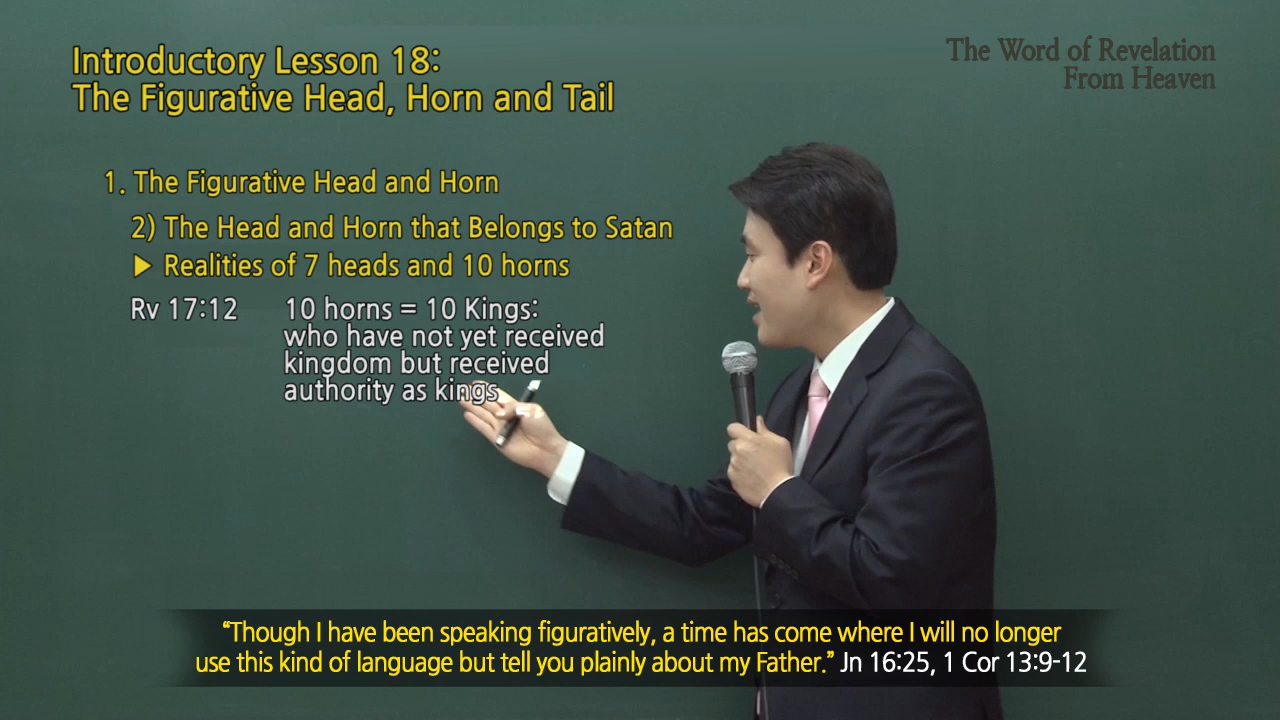 Introductory Lesson 18:
The Figurative Head, Horn and Tail
The Word of Revelation
From Heaven
1. The Figurative Head and Horn
2) The Head and Horn that Belongs to Satan
▶ Realities of 7 heads and 10 horns
Rv 17:12 10 horns = 10 Kings:
who have not yet received
kingdom but received
authority as kings
“Though I have been speaking figuratively, a time has come where I will no longer
use this kind of language but tell you plainly about my Father.” Jn 16:25, 1 Cor 13:9-12